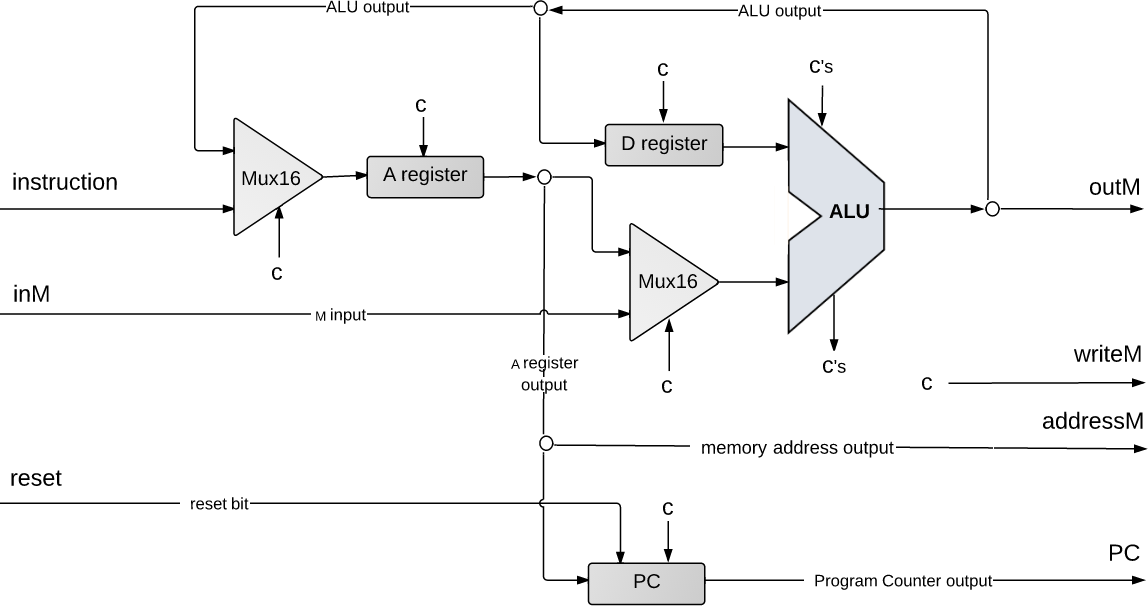 ALU output
ALU output
c
c's
c
D register
Mux16
A register
instruction
ALU
outM
c
Mux16
inM
M input
A register
output
c
c's
writeM
c
addressM
memory address output
reset
reset bit
c
PC
PC
Program Counter output